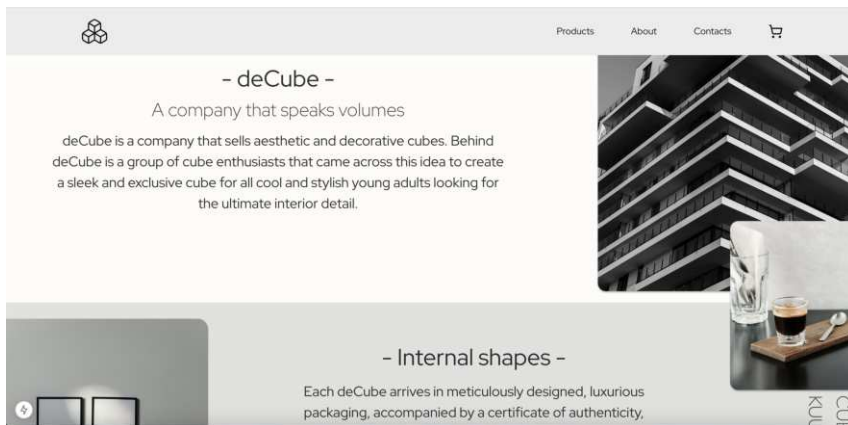 Products About Contacts
- deCube -
A company that speaks volumes
deCube is a company that sells aesthetic and decorative cubes. Behind
deCube is a group of cube enthusiasts that came across this idea to create
a sleek and exclusive cube for all cool and stylish young adults looking for
the ultimate interior detail.
- Internal shapes -
Each deCube arrives in meticulously designed, luxurious
packaging, accompanied by a certificate of authenticity,